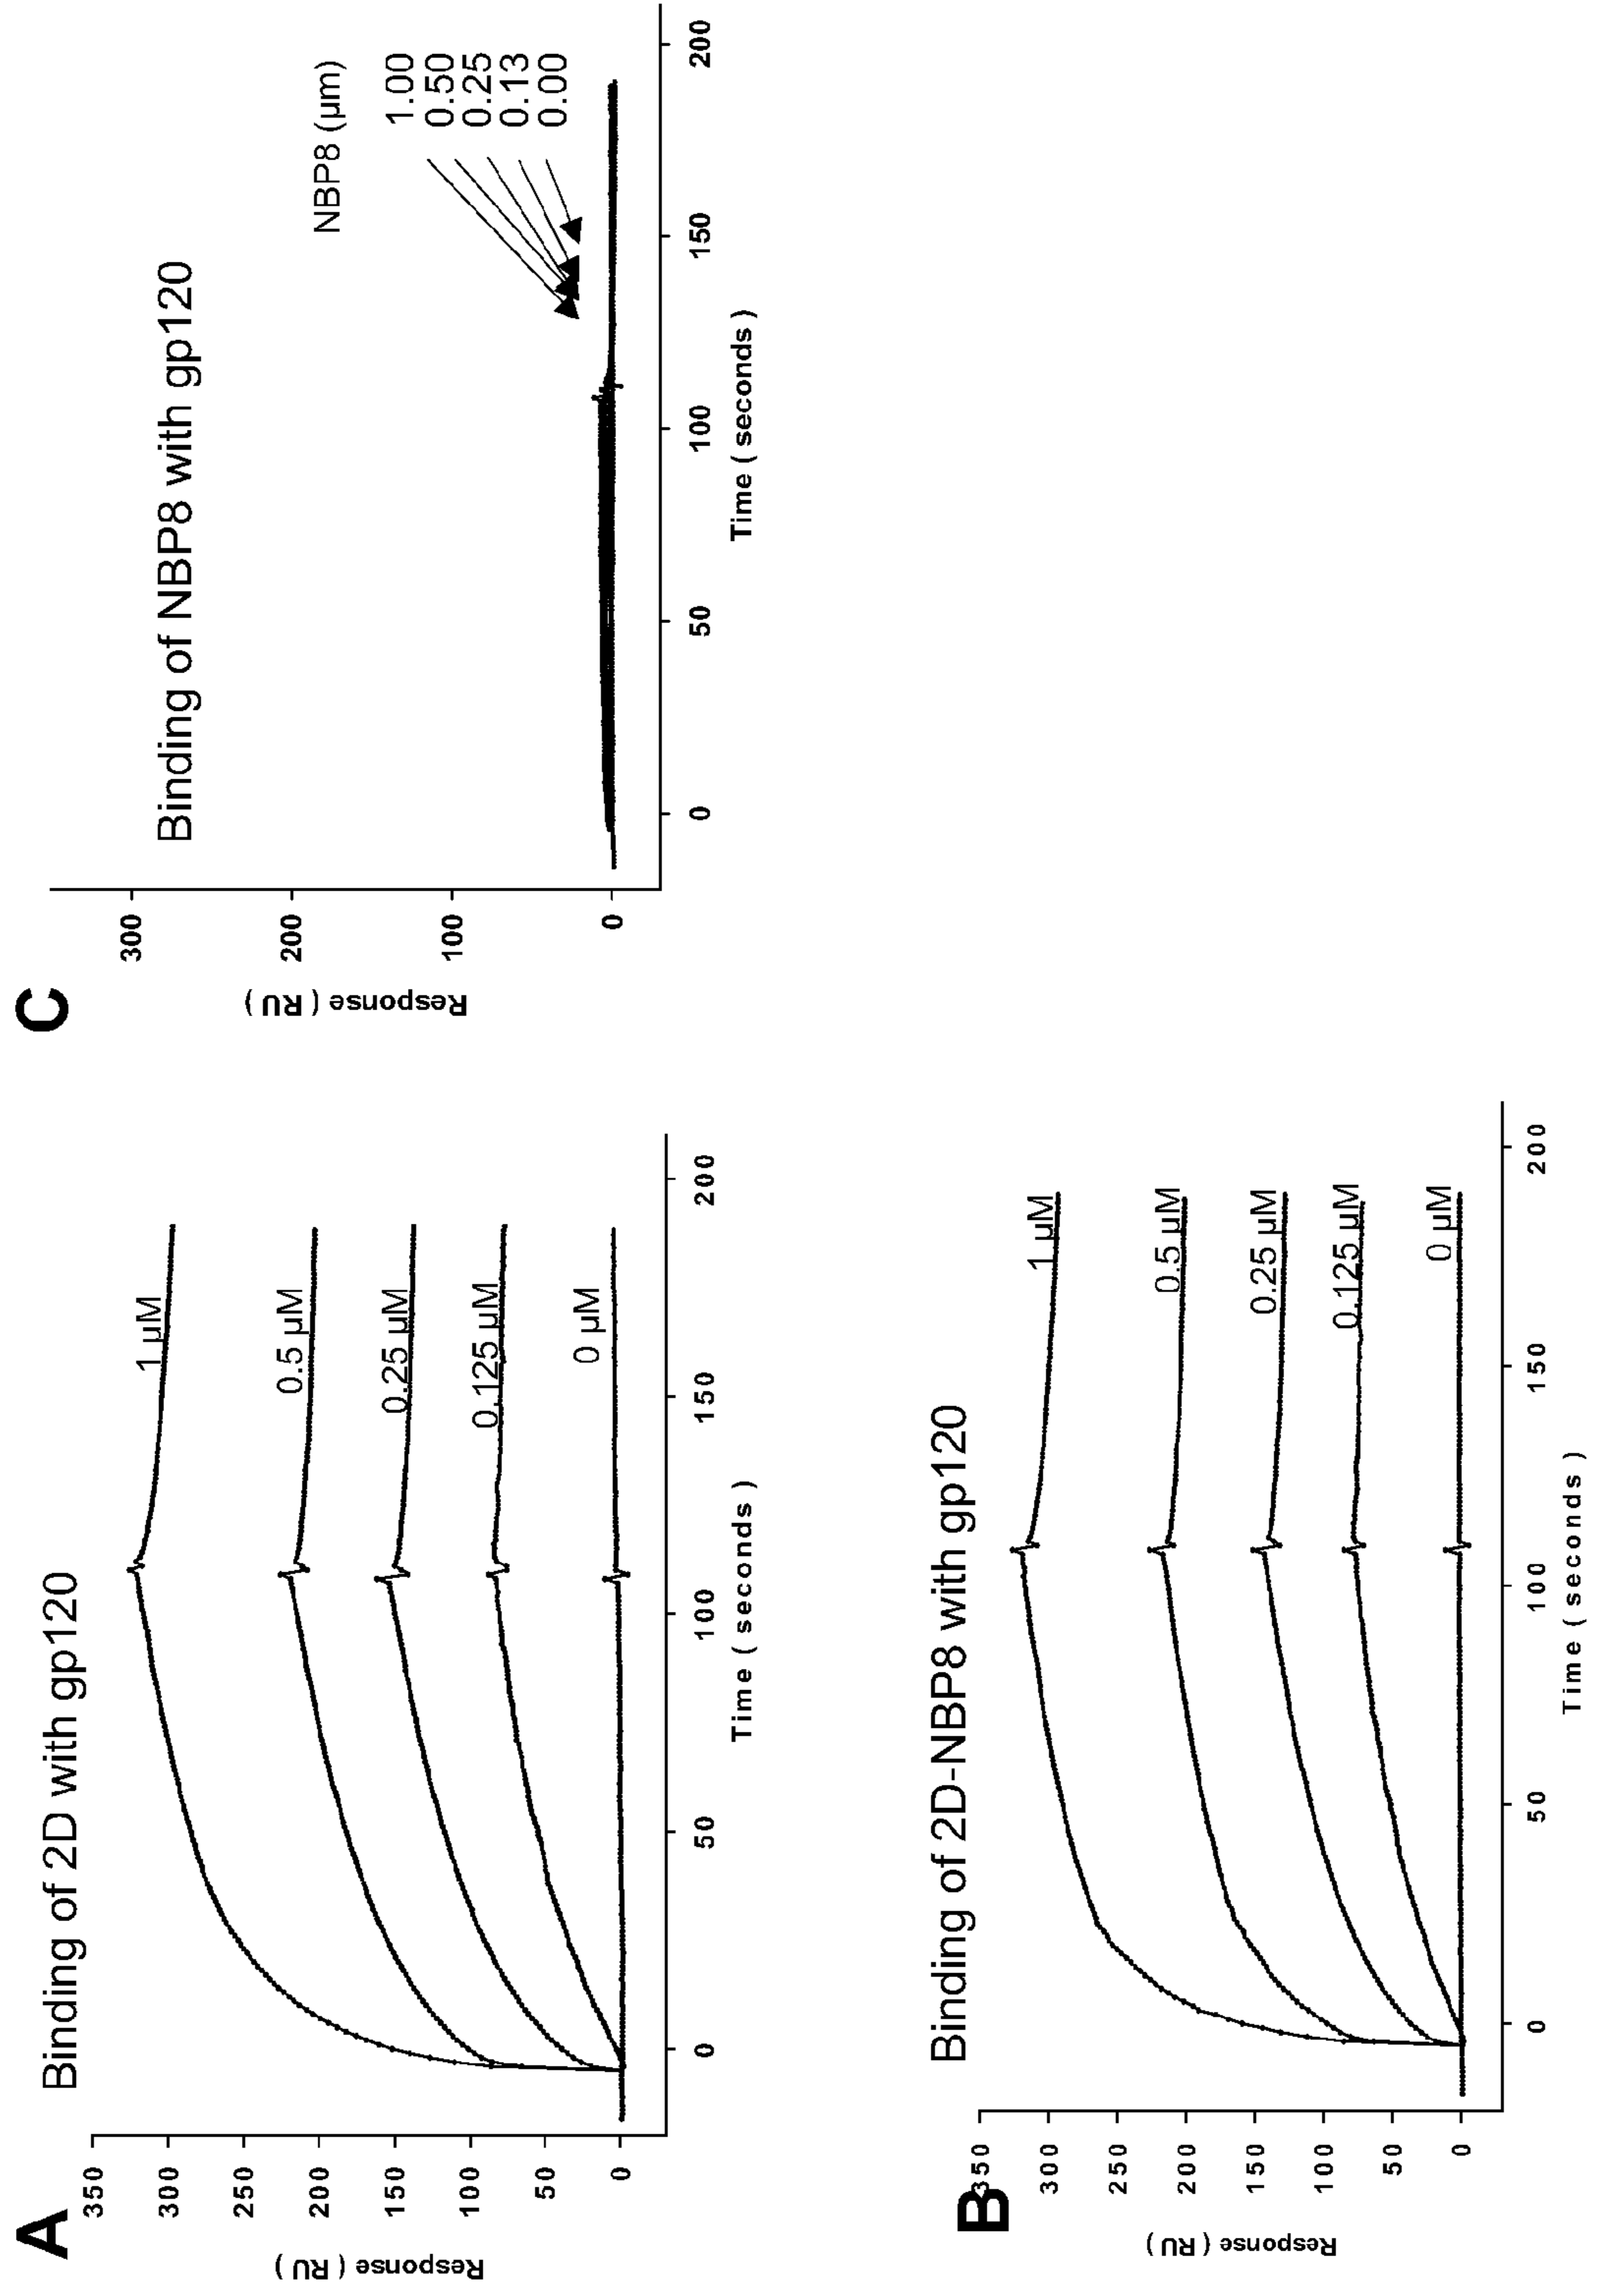 A
Binding of 2D with gp120
350
300
250
200
150
100
50
0
Response ( RU )
1 µM
0.5 µM
0.25 µM
0.125 µM
0 µM
0
50
100
150
200
Time ( seconds )
B
Binding of 2D-NBP8 with gp120
350
300
250
200
150
100
50
0
Response ( RU )
1 µM
0.5 µM
0.25 µM
0.125 µM
0 µM
0
50
100
150
200
Time ( seconds )
C
Binding of NBP8 with gp120
300
200
100
0
Response ( RU )
NBP8 (µm)
1.00
0.50
0.25
0.13
0.00
0
50
100
150
200
Time ( seconds )